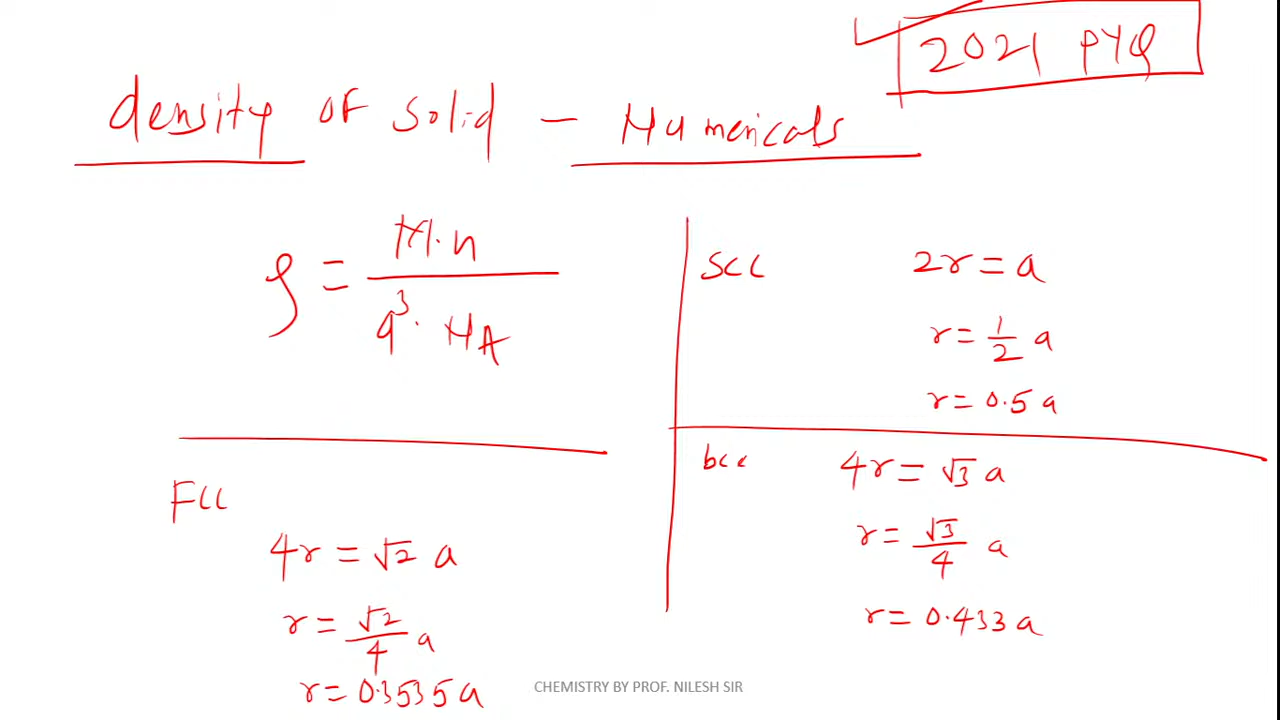 2021 PYQ
density of solid - Numericals
ρ = M.n / a³. NA
SCC 2r = a
r = 1/2 a
r = 0.5 a
bcc 4r = √3 a
r = √3/4 a
r = 0.433 a
FCC
4r = √2 a
r = √2/4 a
r = 0.3535 a
CHEMISTRY BY PROF. NILESH SIR